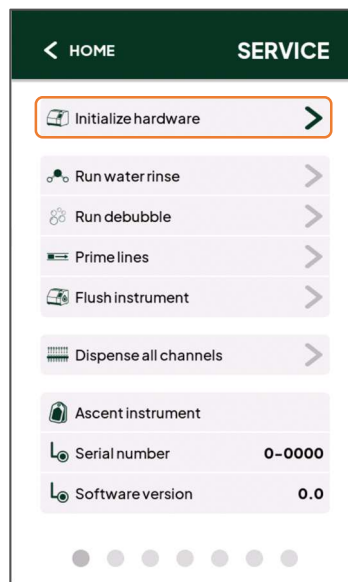 HOME SERVICE
Initialize hardware
Run water rinse
Run debubble
Prime lines
Flush instrument
Dispense all channels
Ascent instrument
Serial number 0-0000
Software version 0.0